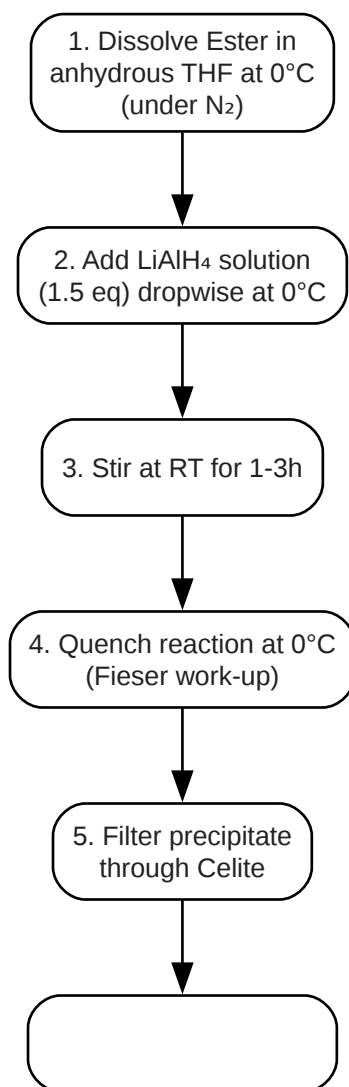 1. Dissolve Ester in
anhydrous THF at 0°C
(under N₂)
2. Add LiAlH₄ solution
(1.5 eq) dropwise at 0°C
3. Stir at RT for 1-3h
4. Quench reaction at 0°C
(Fieser work-up)
5. Filter precipitate
through Celite